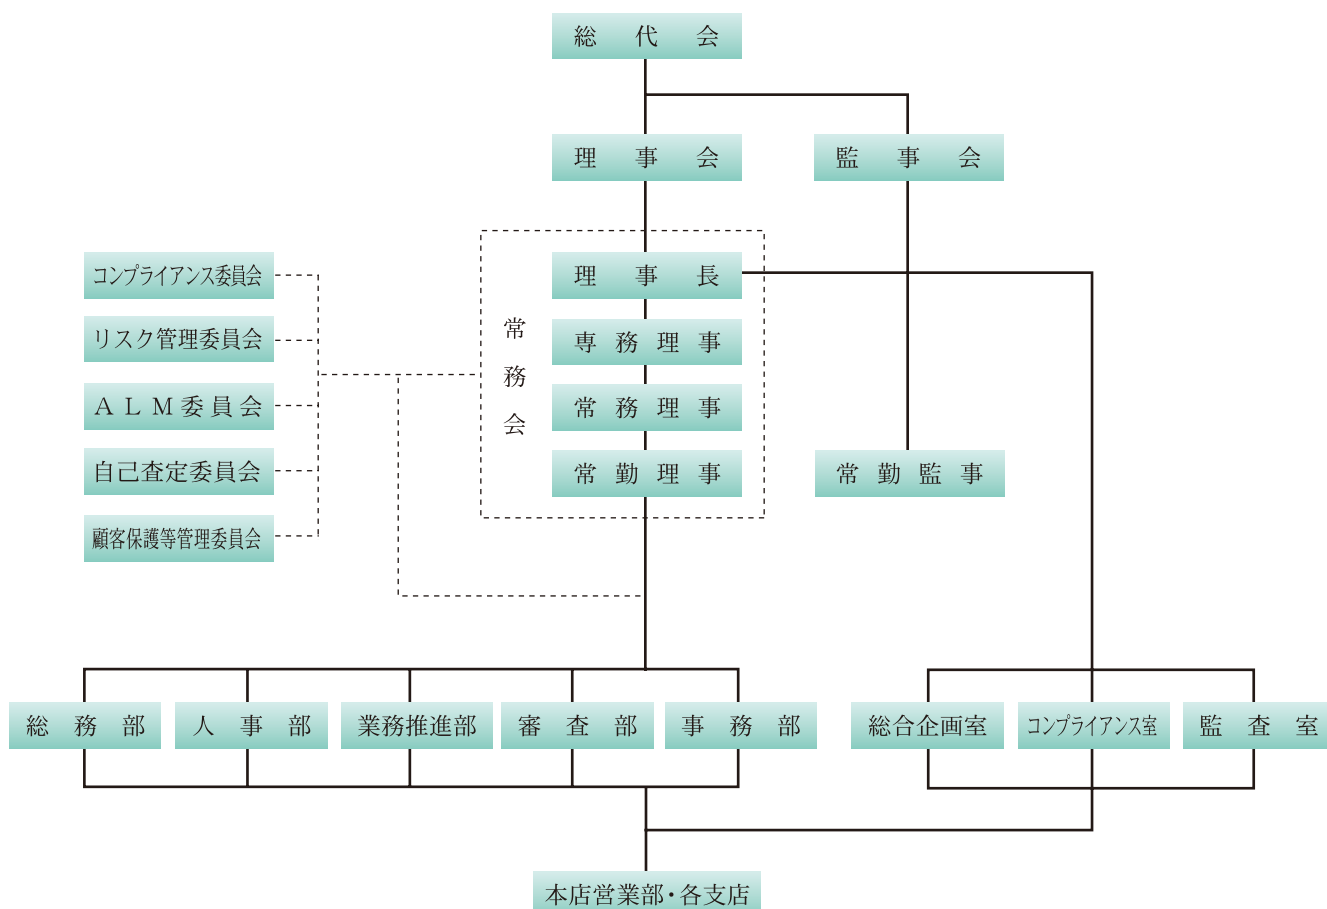 総代会
理事会
監事会
理事長
専務理事
常務理事
常勤理事
常務会
常勤監事
コンプライアンス委員会
リスク管理委員会
ALM委員会
自己査定委員会
顧客保護等管理委員会
総務部
人事部
業務推進部
審査部
事務部
総合企画室
コンプライアンス室
監査室
本店営業部・各支店